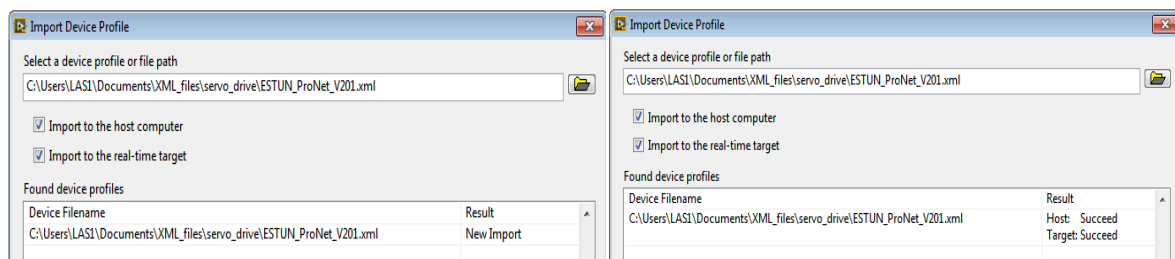 Import Device Profile
Select a device profile or file path
C:\Users\LAS1\Documents\XML_files\servo_drive\ESTUN_ProNet_V201.xml
Import to the host computer
Import to the real-time target
Found device profiles
Device Filename Result
C:\Users\LAS1\Documents\XML_files\servo_drive\ESTUN_ProNet_V201.xml New Import
Import Device Profile
Select a device profile or file path
C:\Users\LAS1\Documents\XML_files\servo_drive\ESTUN_ProNet_V201.xml
Import to the host computer
Import to the real-time target
Found device profiles
Device Filename Result
C:\Users\LAS1\Documents\XML_files\servo_drive\ESTUN_ProNet_V201.xml Host: Succeed
Target: Succeed